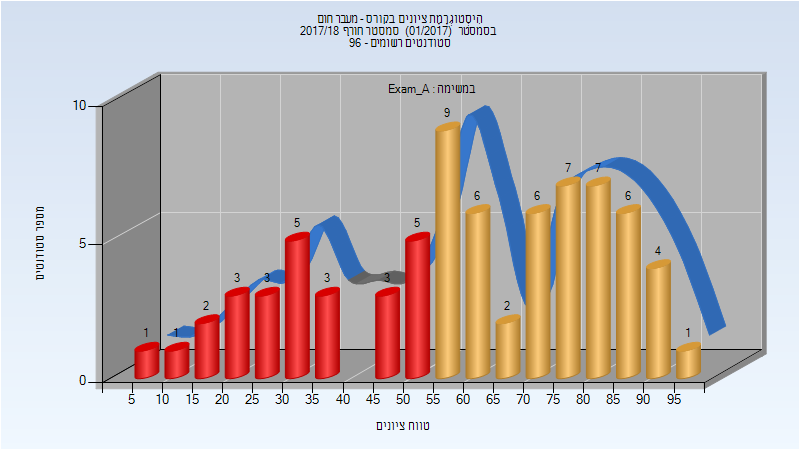 היסטוגרמת ציונים בקורס - מעבר חום
בסמסטר (01/2017) סמסטר חורף 2017/18
סטודנטים רשומים - 96
במשימה : Exam_A
מספר סטודנטים
10
5
0
1 1 2 3 3 5 3 3 5 9 6 2 6 7 7 6 4 1
5 10 15 20 25 30 35 40 45 50 55 60 65 70 75 80 85 90 95
טווח ציונים